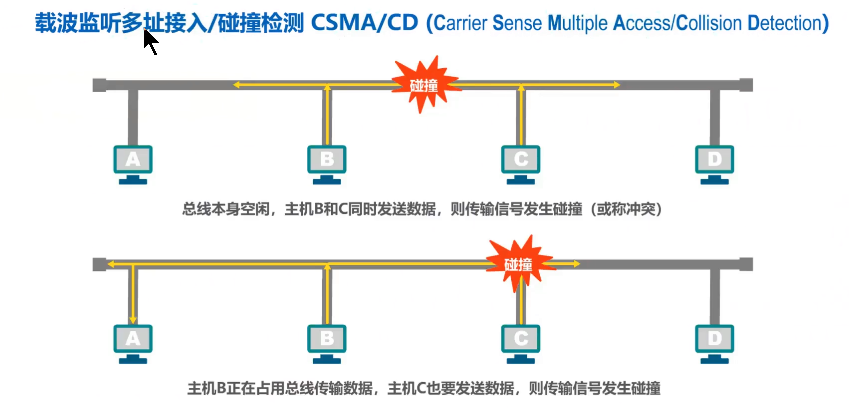 载波监听多址接入/碰撞检测 CSMA/CD (Carrier Sense Multiple Access/Collision Detection)
碰撞
A
B
C
D
总线本身空闲，主机B和C同时发送数据，则传输信号发生碰撞（或称冲突）
碰撞
A
B
C
D
主机B正在占用总线传输数据，主机C也要发送数据，则传输信号发生碰撞